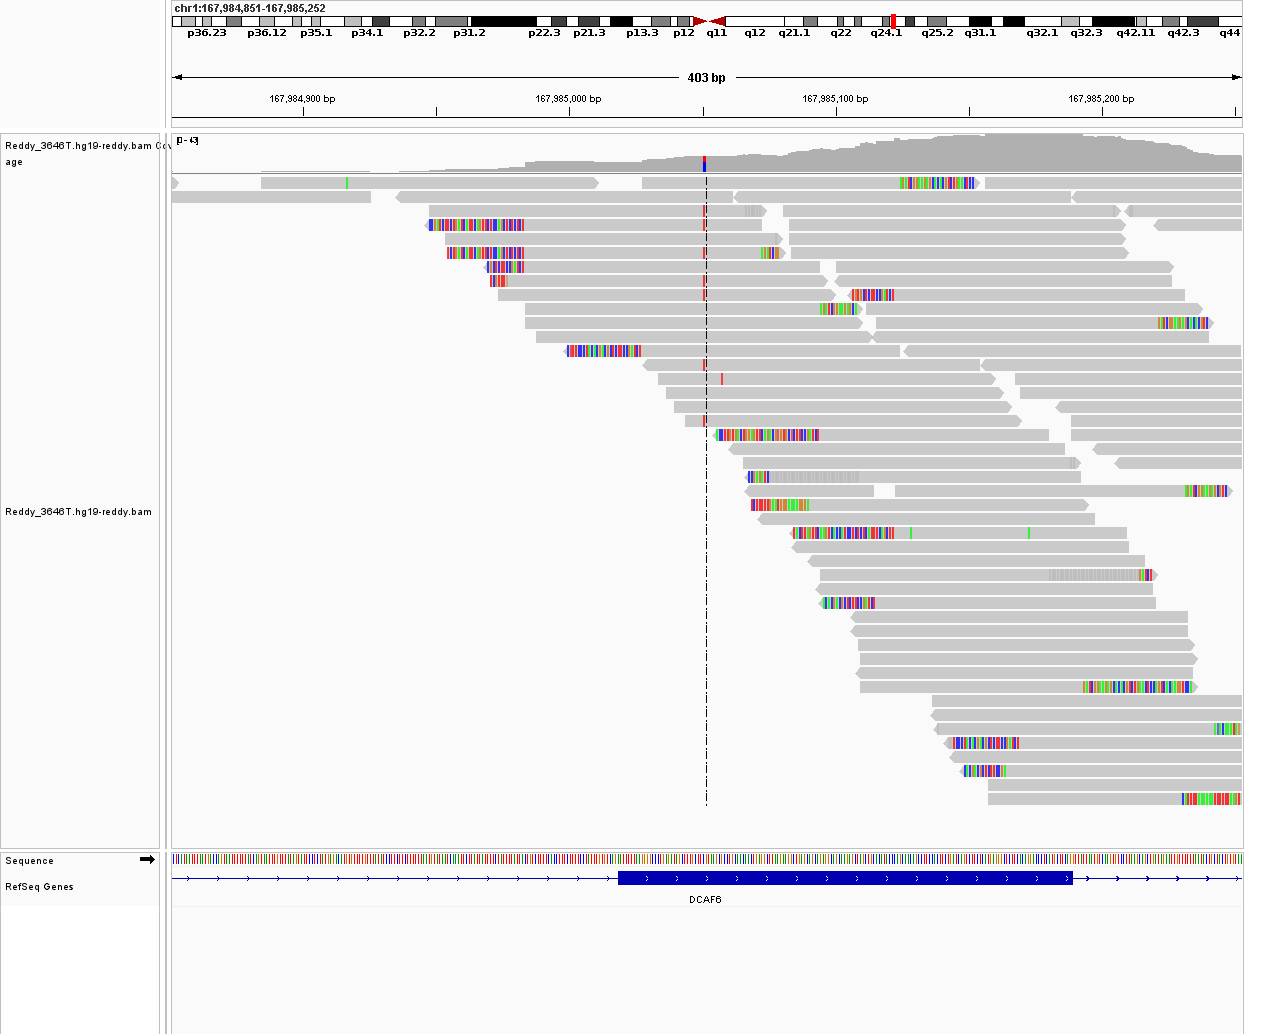 chr1:167,984,851-167,985,252
p36.23 p36.12 p35.1 p34.1 p32.2 p31.2 p22.3 p21.3 p13.3 p12 q11 q12 q21.1 q22 q24.1 q25.2 q31.1 q32.1 q32.3 q42.11 q42.3 q44
403 bp
167,984,900 bp 167,985,000 bp 167,985,100 bp 167,985,200 bp
Reddy_3646T.hg19-reddy.bam Cov
age
[0 - 43]
Reddy_3646T.hg19-reddy.bam
Sequence
RefSeq Genes
DCAF6